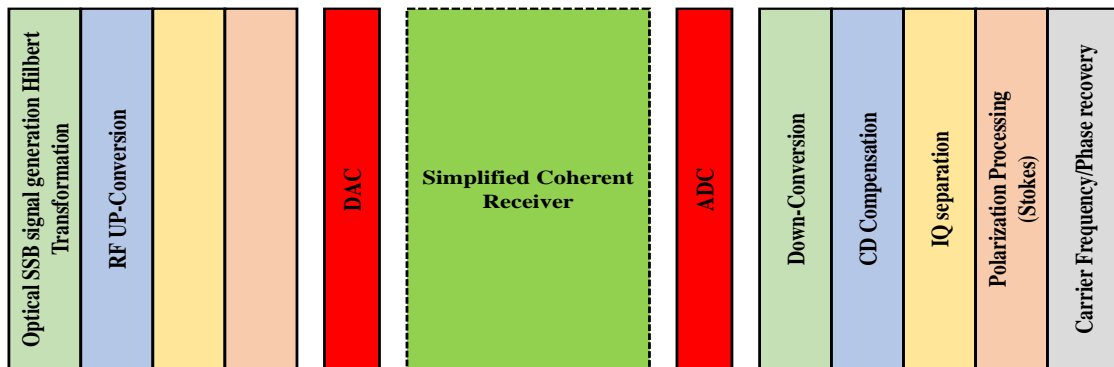 Optical SSB signal generation Hilbert
Transformation
RF UP-Conversion
DAC
Simplified Coherent
Receiver
ADC
Down-Conversion
CD Compensation
IQ separation
Polarization Processing
(Stokes)
Carrier Frequency/Phase recovery